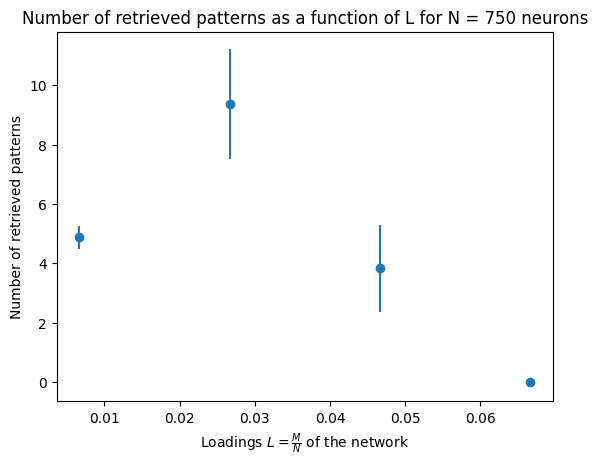 Number of retrieved patterns as a function of L for N = 750 neurons
Number of retrieved patterns
10
8
6
4
2
0
0.01 0.02 0.03 0.04 0.05 0.06
Loadings $L = \frac{M}{N}$ of the network